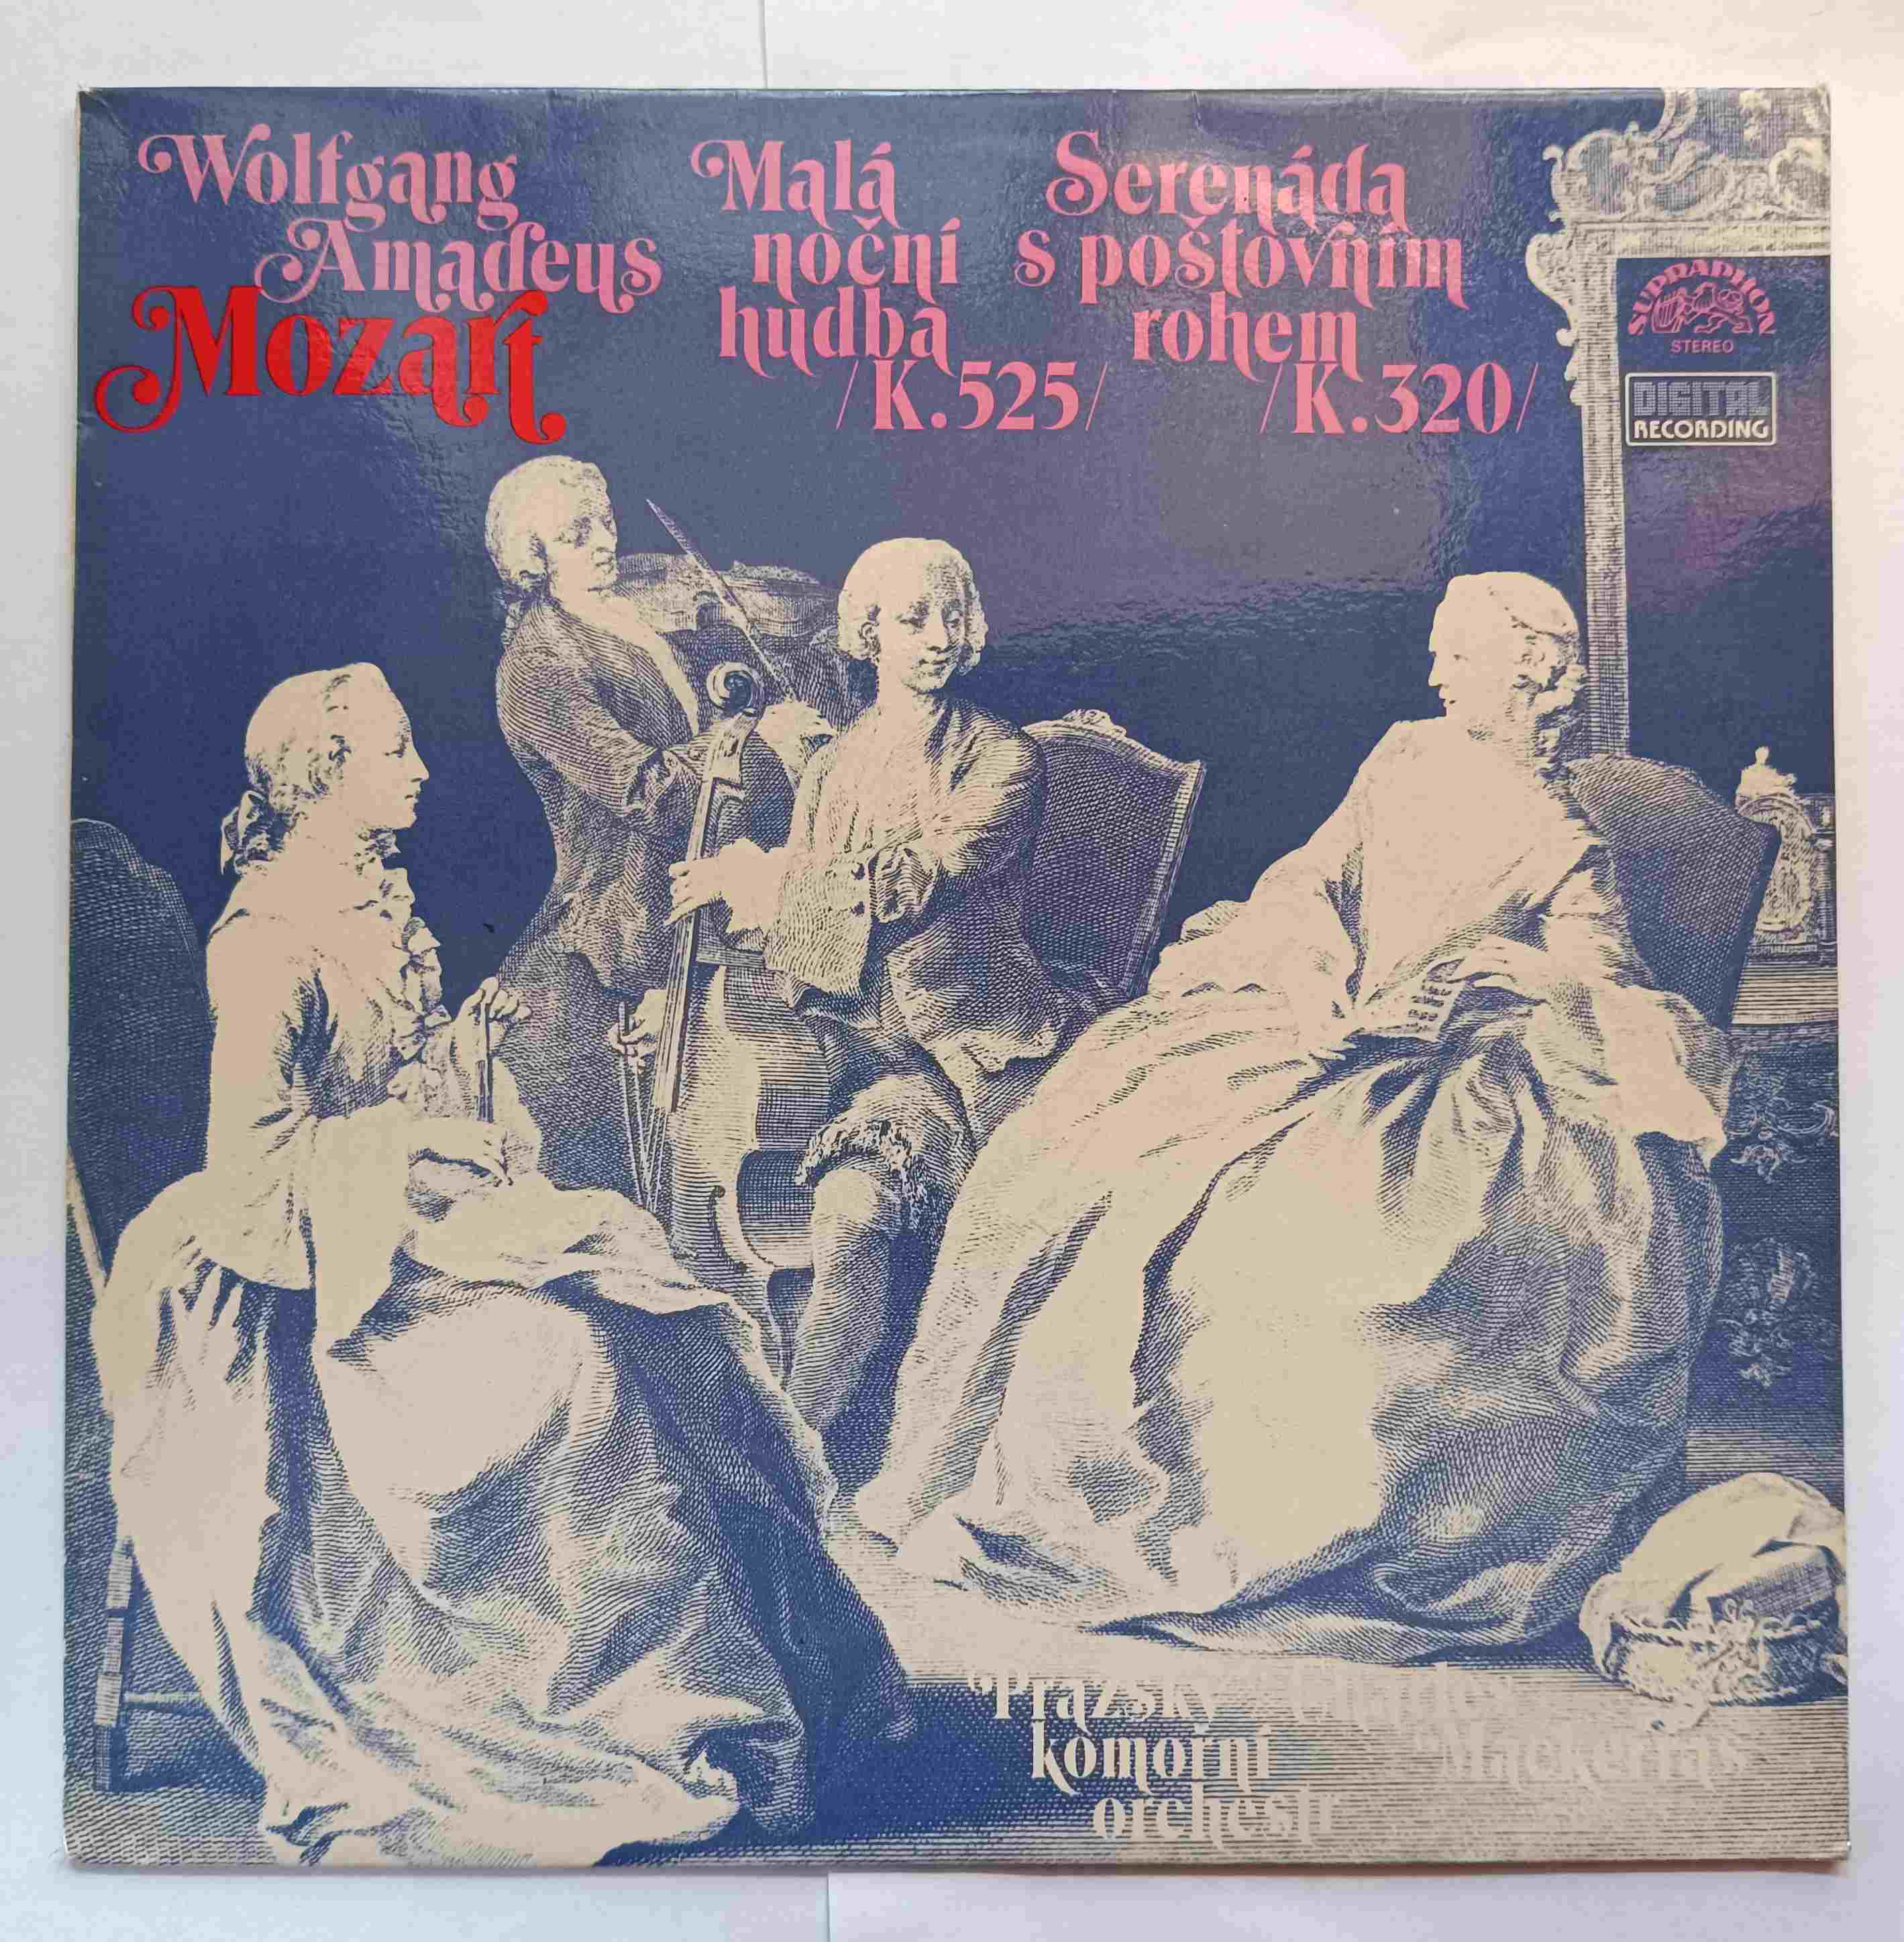 Wolfgang
Amadeus
Mozart
Malá
noční
hudba
/K.525/
Serenáda
s poštovním
rohem
/K.320/
SUPRAPHON
STEREO
DIGITAL
RECORDING
Pražský
komorní
orchestr
Charles
Mackerras